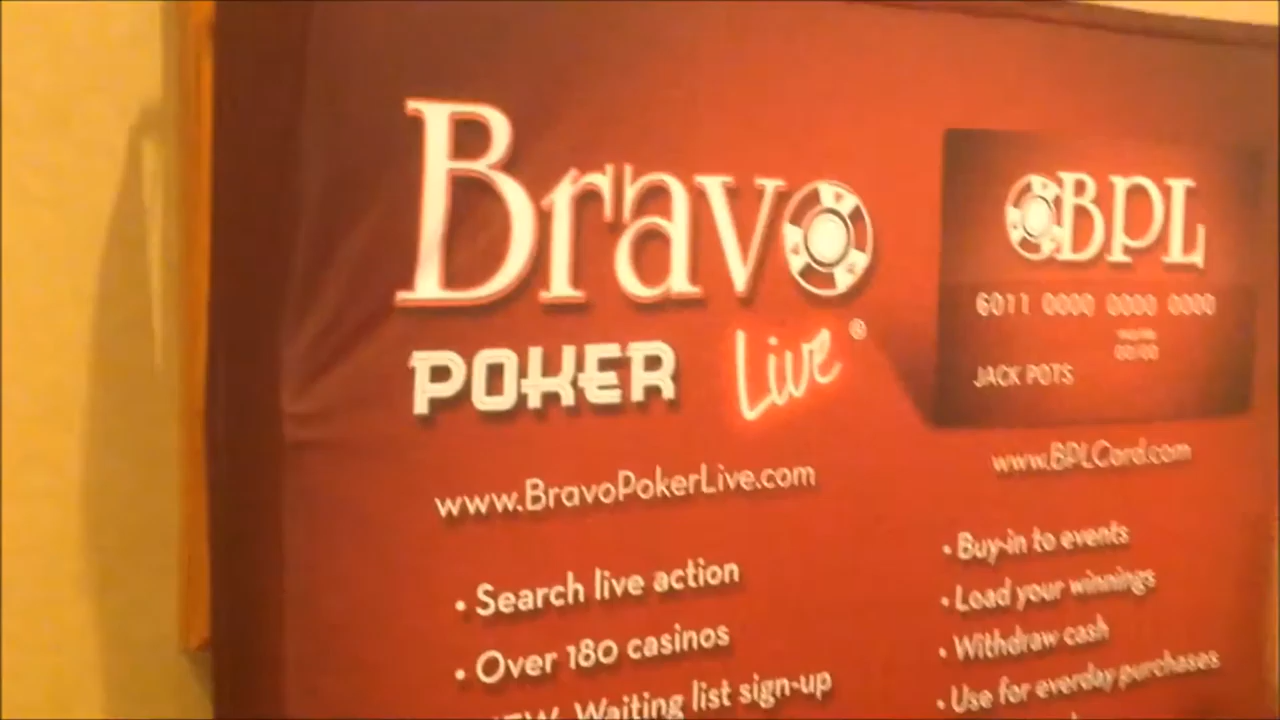 Bravo
POKER Live ®
www.BravoPokerLive.com
• Search live action
• Over 180 casinos
Waiting list sign-up
BPL
6011 0000 0000 0000
JACK POTS
www.BPLCard.com
• Buy-in to events
• Load your winnings
• Withdraw cash
• Use for everday purchases